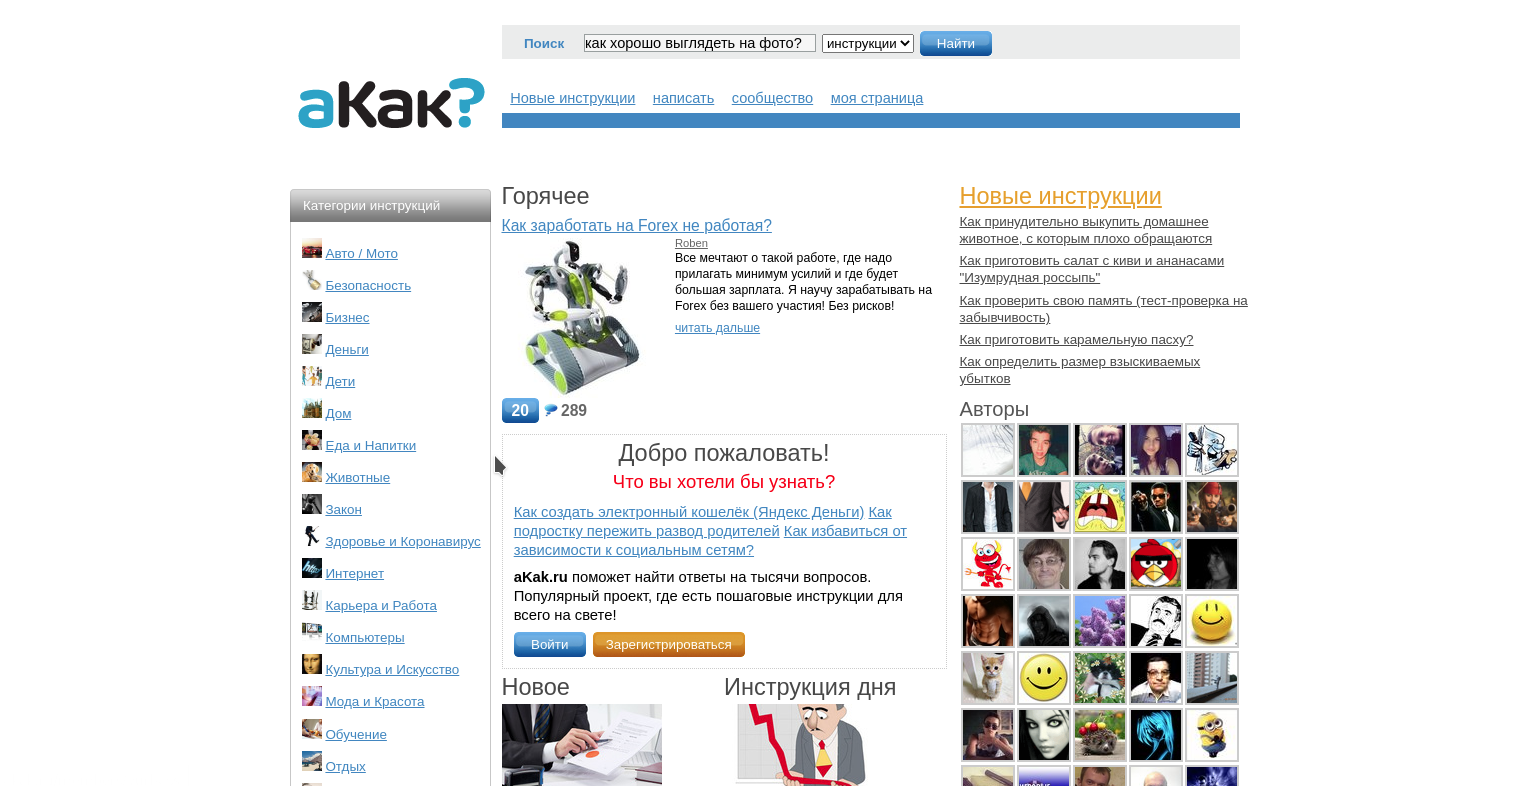 Поиск
как хорошо выглядеть на фото?
инструкции
Найти
аКак?
Новые инструкции написать сообщество моя страница
Категории инструкций
Авто / Мото
Безопасность
Бизнес
Деньги
Дети
Дом
Еда и Напитки
Животные
Закон
Здоровье и Коронавирус
Интернет
Карьера и Работа
Компьютеры
Культура и Искусство
Мода и Красота
Обучение
Отдых
Горячее
Как заработать на Forex не работая?
Roben
Все мечтают о такой работе, где надо
прилагать минимум усилий и где будет
большая зарплата. Я научу зарабатывать на
Forex без вашего участия! Без рисков!
читать дальше
20
289
Добро пожаловать!
Что вы хотели бы узнать?
Как создать электронный кошелёк (Яндекс Деньги) Как
подростку пережить развод родителей Как избавиться от
зависимости к социальным сетям?
aKak.ru поможет найти ответы на тысячи вопросов.
Популярный проект, где есть пошаговые инструкции для
всего на свете!
Войти
Зарегистрироваться
Новое
Инструкция дня
Новые инструкции
Как принудительно выкупить домашнее
животное, с которым плохо обращаются
Как приготовить салат с киви и ананасами
"Изумрудная россыпь"
Как проверить свою память (тест-проверка на
забывчивость)
Как приготовить карамельную пасху?
Как определить размер взыскиваемых
убытков
Авторы